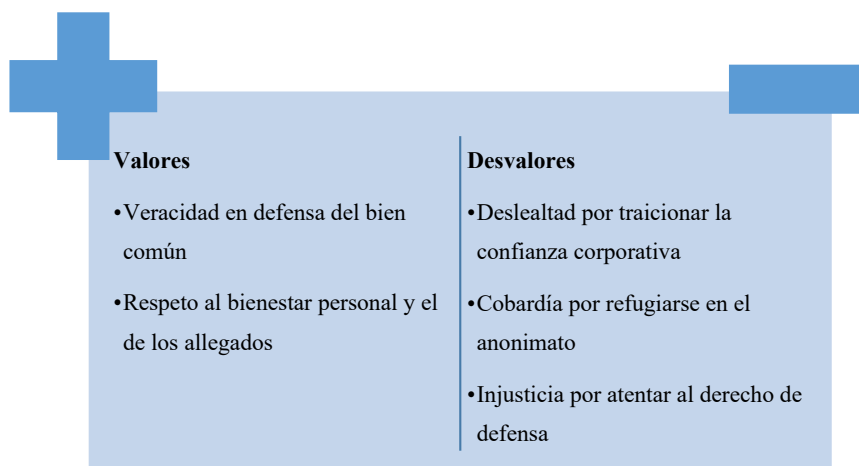 Valores
•Veracidad en defensa del bien
común
•Respeto al bienestar personal y el
de los allegados
Desvalores
•Deslealtad por traicionar la
confianza corporativa
•Cobardía por refugiarse en el
anonimato
•Injusticia por atentar al derecho de
defensa